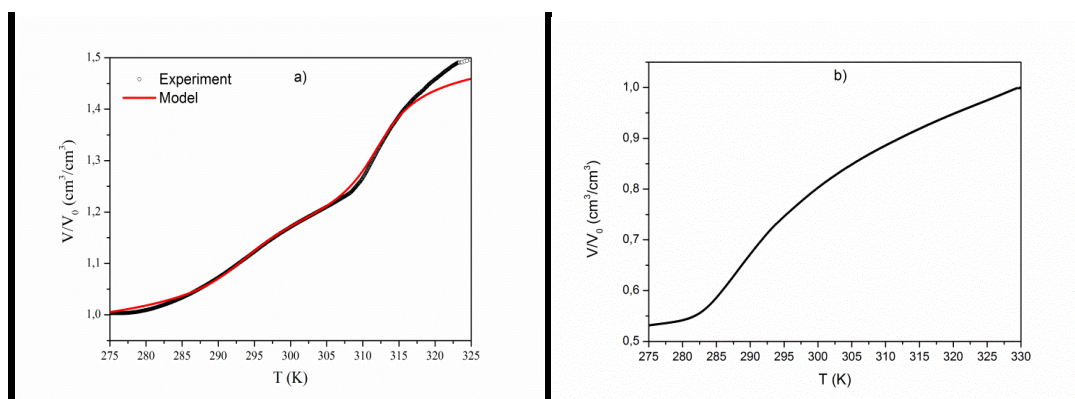 a)
Experiment
Model
1,5
1,4
1,3
1,2
1,1
1,0
V/V₀ (cm³/cm³)
275 280 285 290 295 300 305 310 315 320 325
T (K)
b)
1,0
0,9
0,8
0,7
0,6
0,5
V/V₀ (cm³/cm³)
275 280 285 290 295 300 305 310 315 320 325 330
T (K)